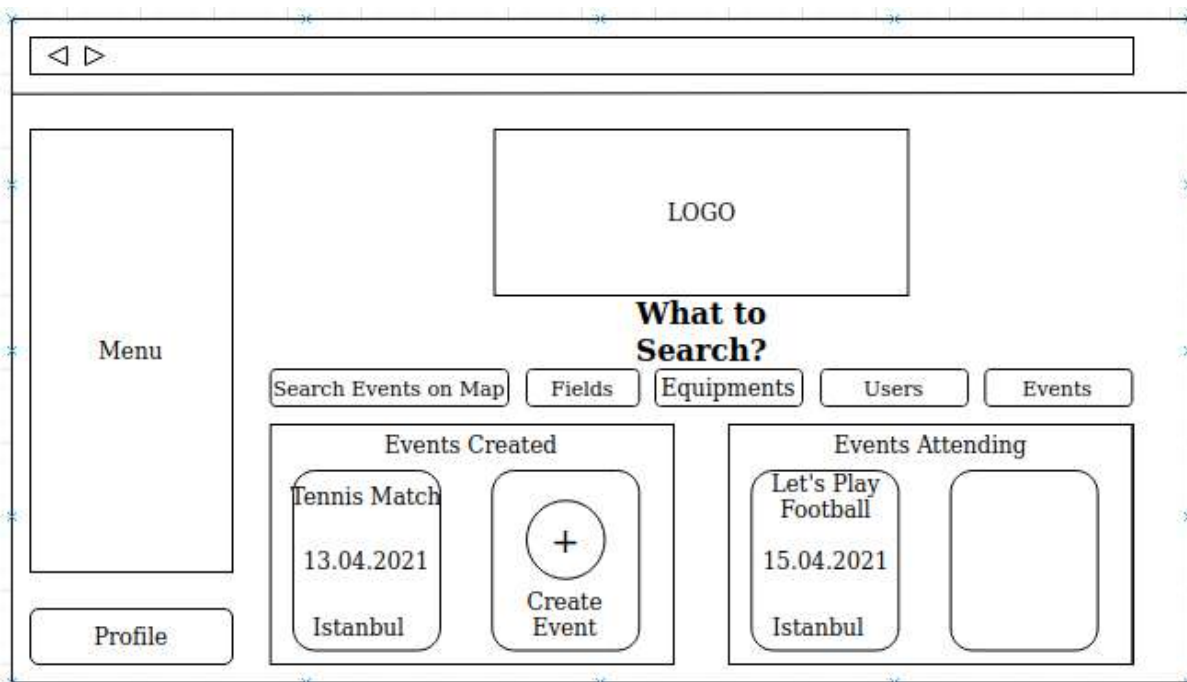 LOGO
What to
Search?
Menu
Search Events on Map
Fields
Equipments
Users
Events
Events Created
Tennis Match
13.04.2021
Istanbul
+
Create
Event
Events Attending
Let's Play
Football
15.04.2021
Istanbul
Profile